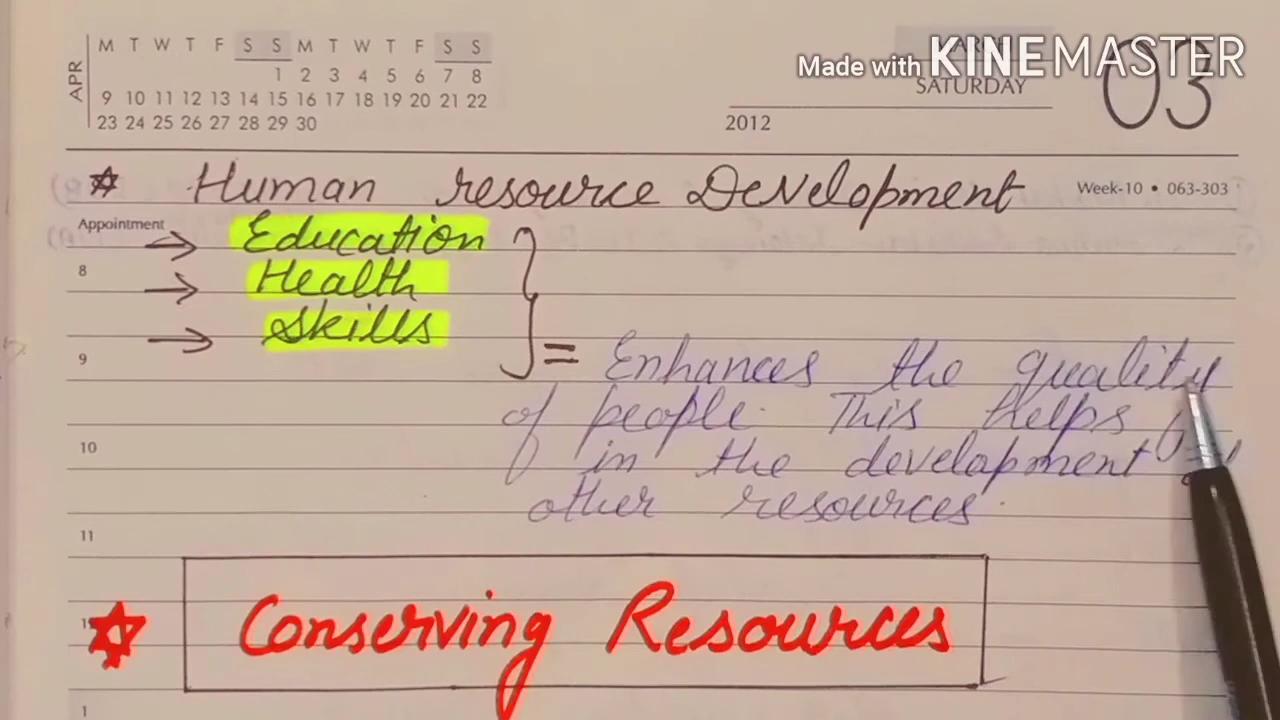 M T W T F S S M T W T F S S
APR
1 2 3 4 5 6 7 8
9 10 11 12 13 14 15 16 17 18 19 20 21 22
23 24 25 26 27 28 29 30
Made with KINEMASTER
SATURDAY
03
2012
Week-10 • 063-303
Human resource Development
Appointment
→ Education
8
→ Health
→ Skills
9
= Enhances the quality
of people. This helps
10
in the development
other resources.
11
Conserving Resources
1